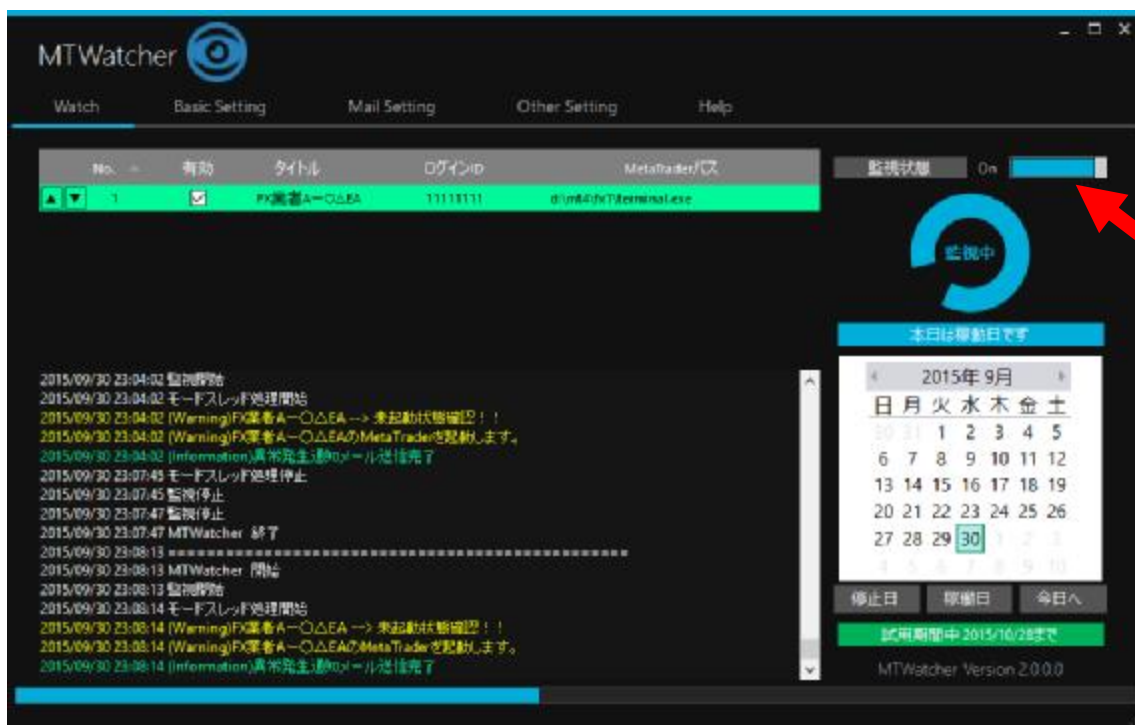 MTWatcher
Watch Basic Setting Mail Setting Other Setting Help
No. 有効 タイトル ログインID MetaTraderパス
1 FX業者A－○△EA 11111111 d:\mt4\fx1\terminal.exe
監視状態 On
監視中
本日は稼動日です
2015年 9月
日 月 火 水 木 金 土
30 31 1 2 3 4 5
6 7 8 9 10 11 12
13 14 15 16 17 18 19
20 21 22 23 24 25 26
27 28 29 30 1 2 3
4 5 6 7 8 9 10
停止日 稼働日 今日へ
試用期間中 2015/10/28まで
MTWatcher Version 2.0.0.0
2015/09/30 23:04:02 監視開始
2015/09/30 23:04:02 モードスレッド処理開始
2015/09/30 23:04:02 (Warning)FX業者A－○△EA --> 未起動状態確認！！
2015/09/30 23:04:02 (Warning)FX業者A－○△EAのMetaTraderを起動します。
2015/09/30 23:04:02 (Information)異常発生通知メール送信完了
2015/09/30 23:07:45 モードスレッド処理停止
2015/09/30 23:07:45 監視停止
2015/09/30 23:07:47 監視停止
2015/09/30 23:07:47 MTWatcher 終了
2015/09/30 23:08:13 ================================================
2015/09/30 23:08:13 MTWatcher 開始
2015/09/30 23:08:13 監視開始
2015/09/30 23:08:14 モードスレッド処理開始
2015/09/30 23:08:14 (Warning)FX業者A－○△EA --> 未起動状態確認！！
2015/09/30 23:08:14 (Warning)FX業者A－○△EAのMetaTraderを起動します。
2015/09/30 23:08:14 (Information)異常発生通知メール送信完了